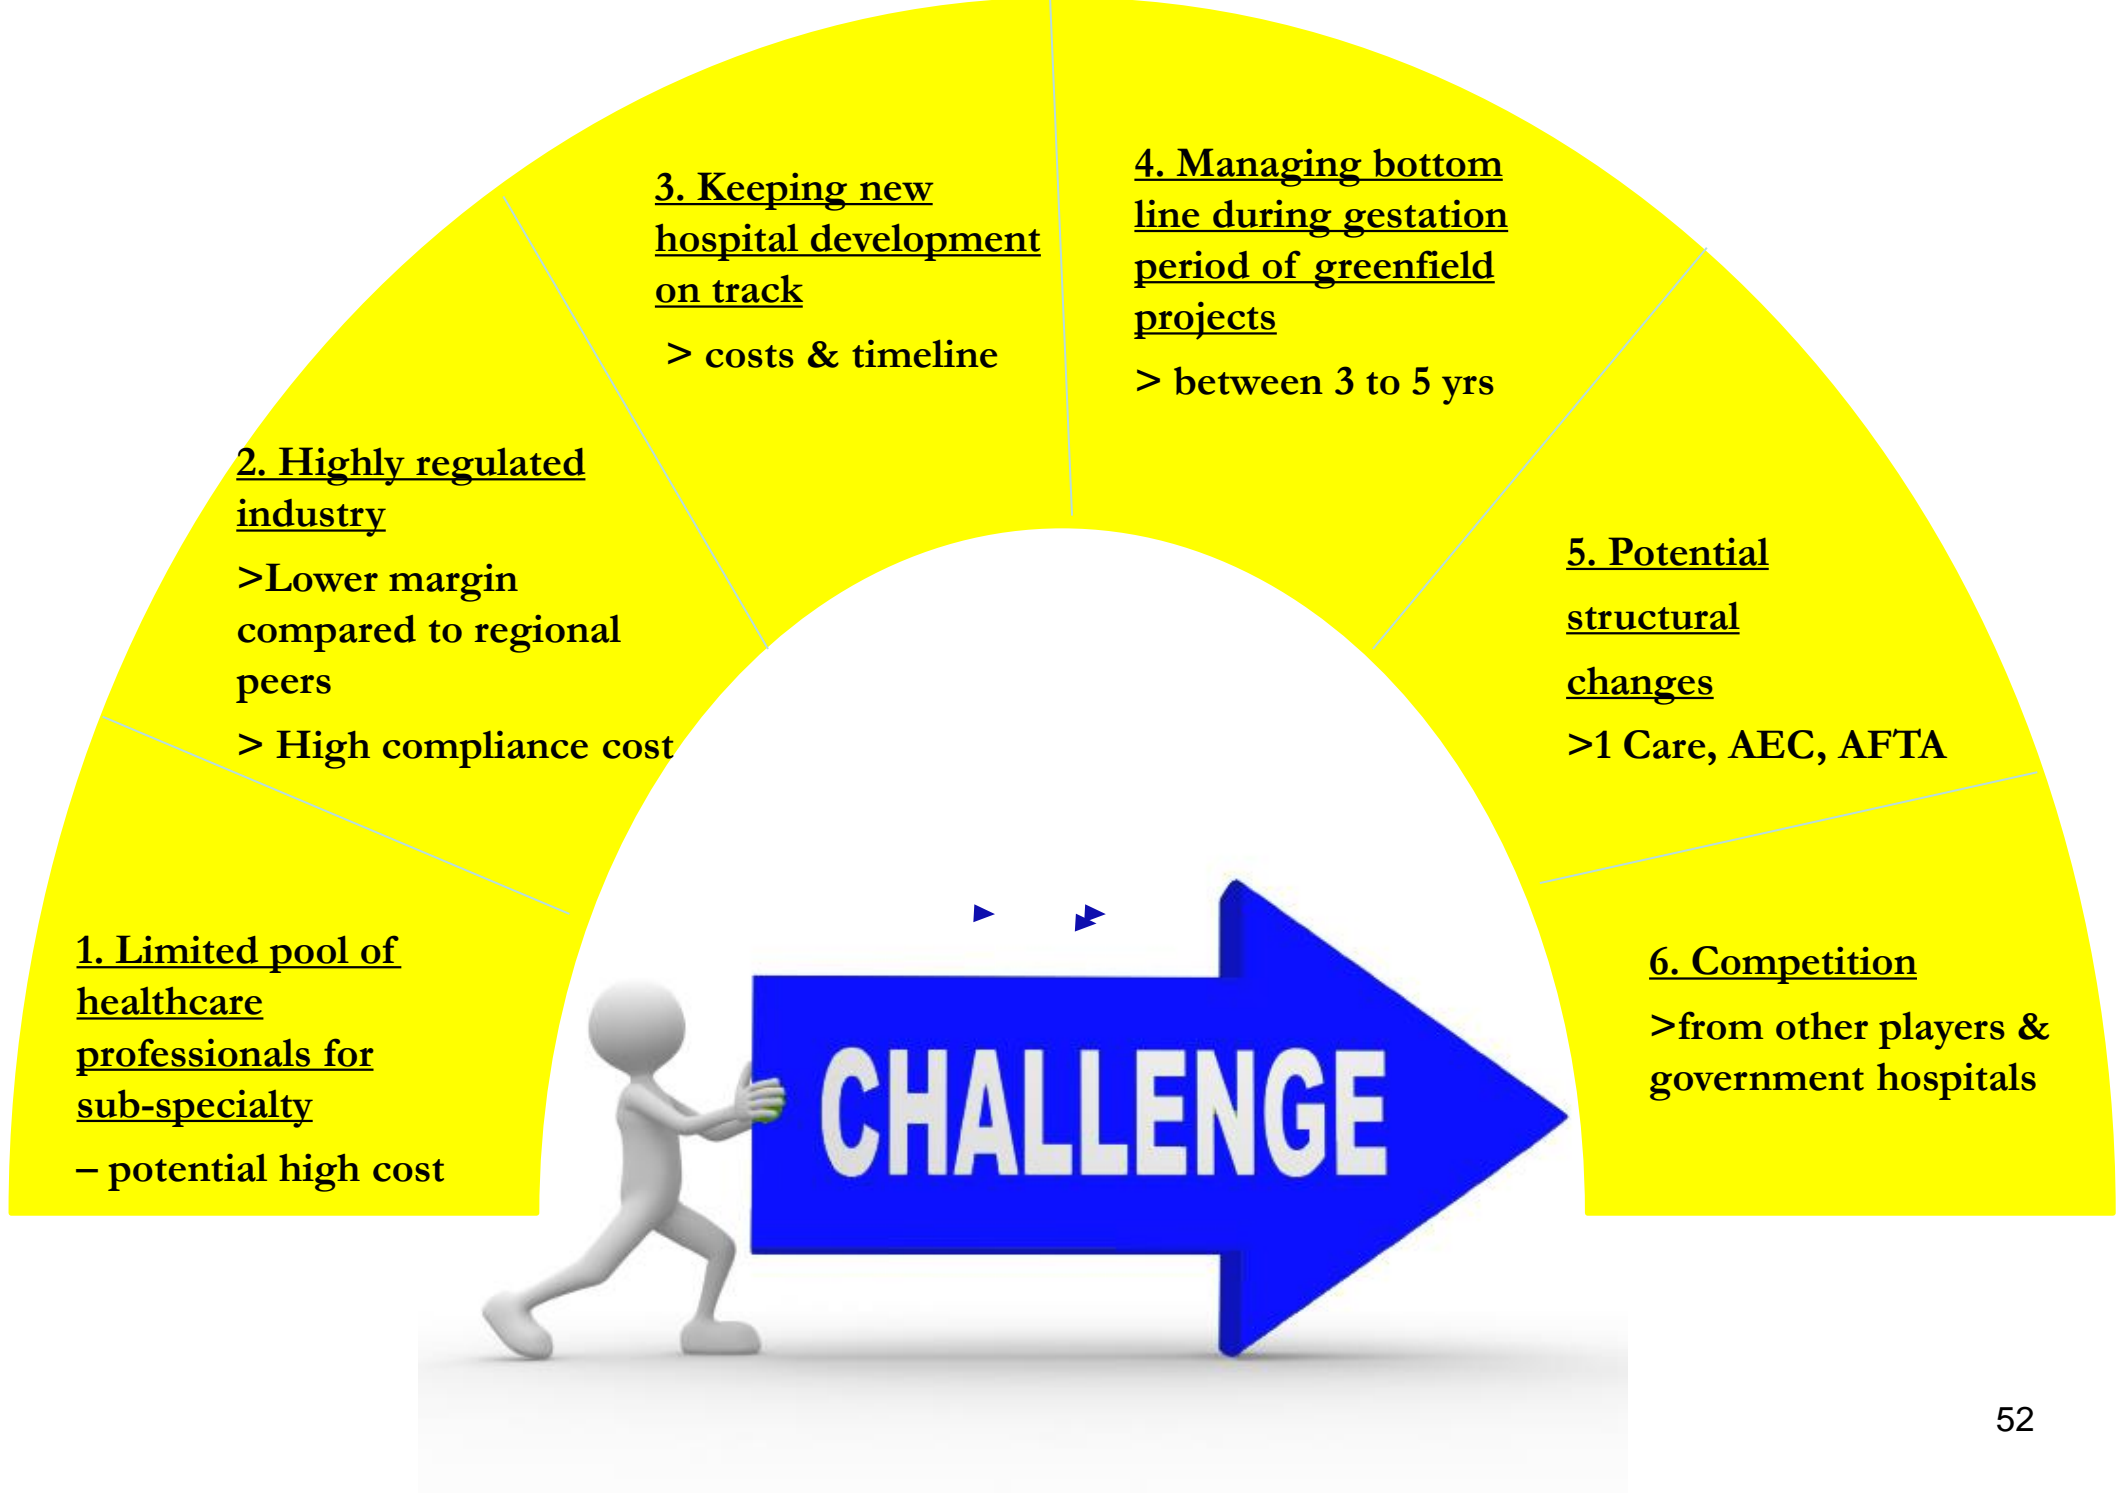 1. Limited pool of
healthcare
professionals for
sub-specialty
– potential high cost
2. Highly regulated
industry
>Lower margin
compared to regional
peers
> High compliance cost
3. Keeping new
hospital development
on track
> costs & timeline
4. Managing bottom
line during gestation
period of greenfield
projects
> between 3 to 5 yrs
5. Potential
structural
changes
>1 Care, AEC, AFTA
6. Competition
>from other players &
government hospitals
CHALLENGE
52